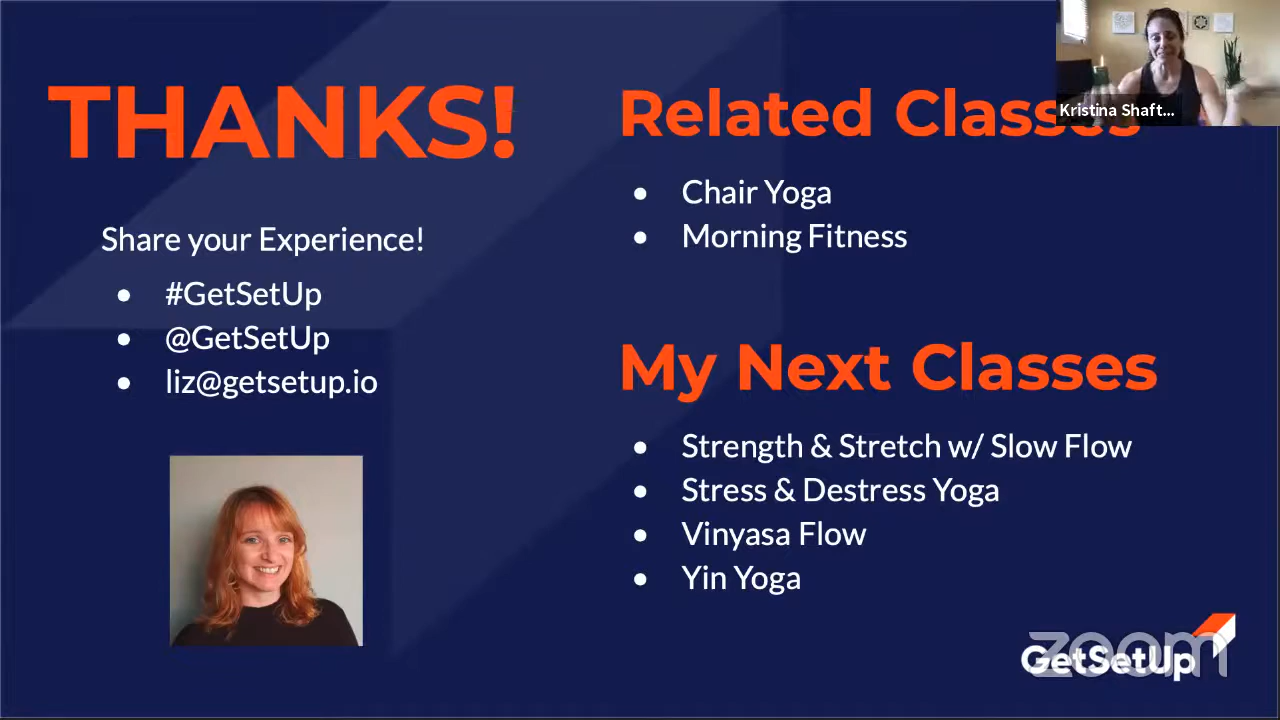 THANKS!
Share your Experience!
#GetSetUp
@GetSetUp
liz@getsetup.io
Related Classes
Chair Yoga
Morning Fitness
My Next Classes
Strength & Stretch w/ Slow Flow
Stress & Destress Yoga
Vinyasa Flow
Yin Yoga
Kristina Shaft...
zoom
GetSetUp